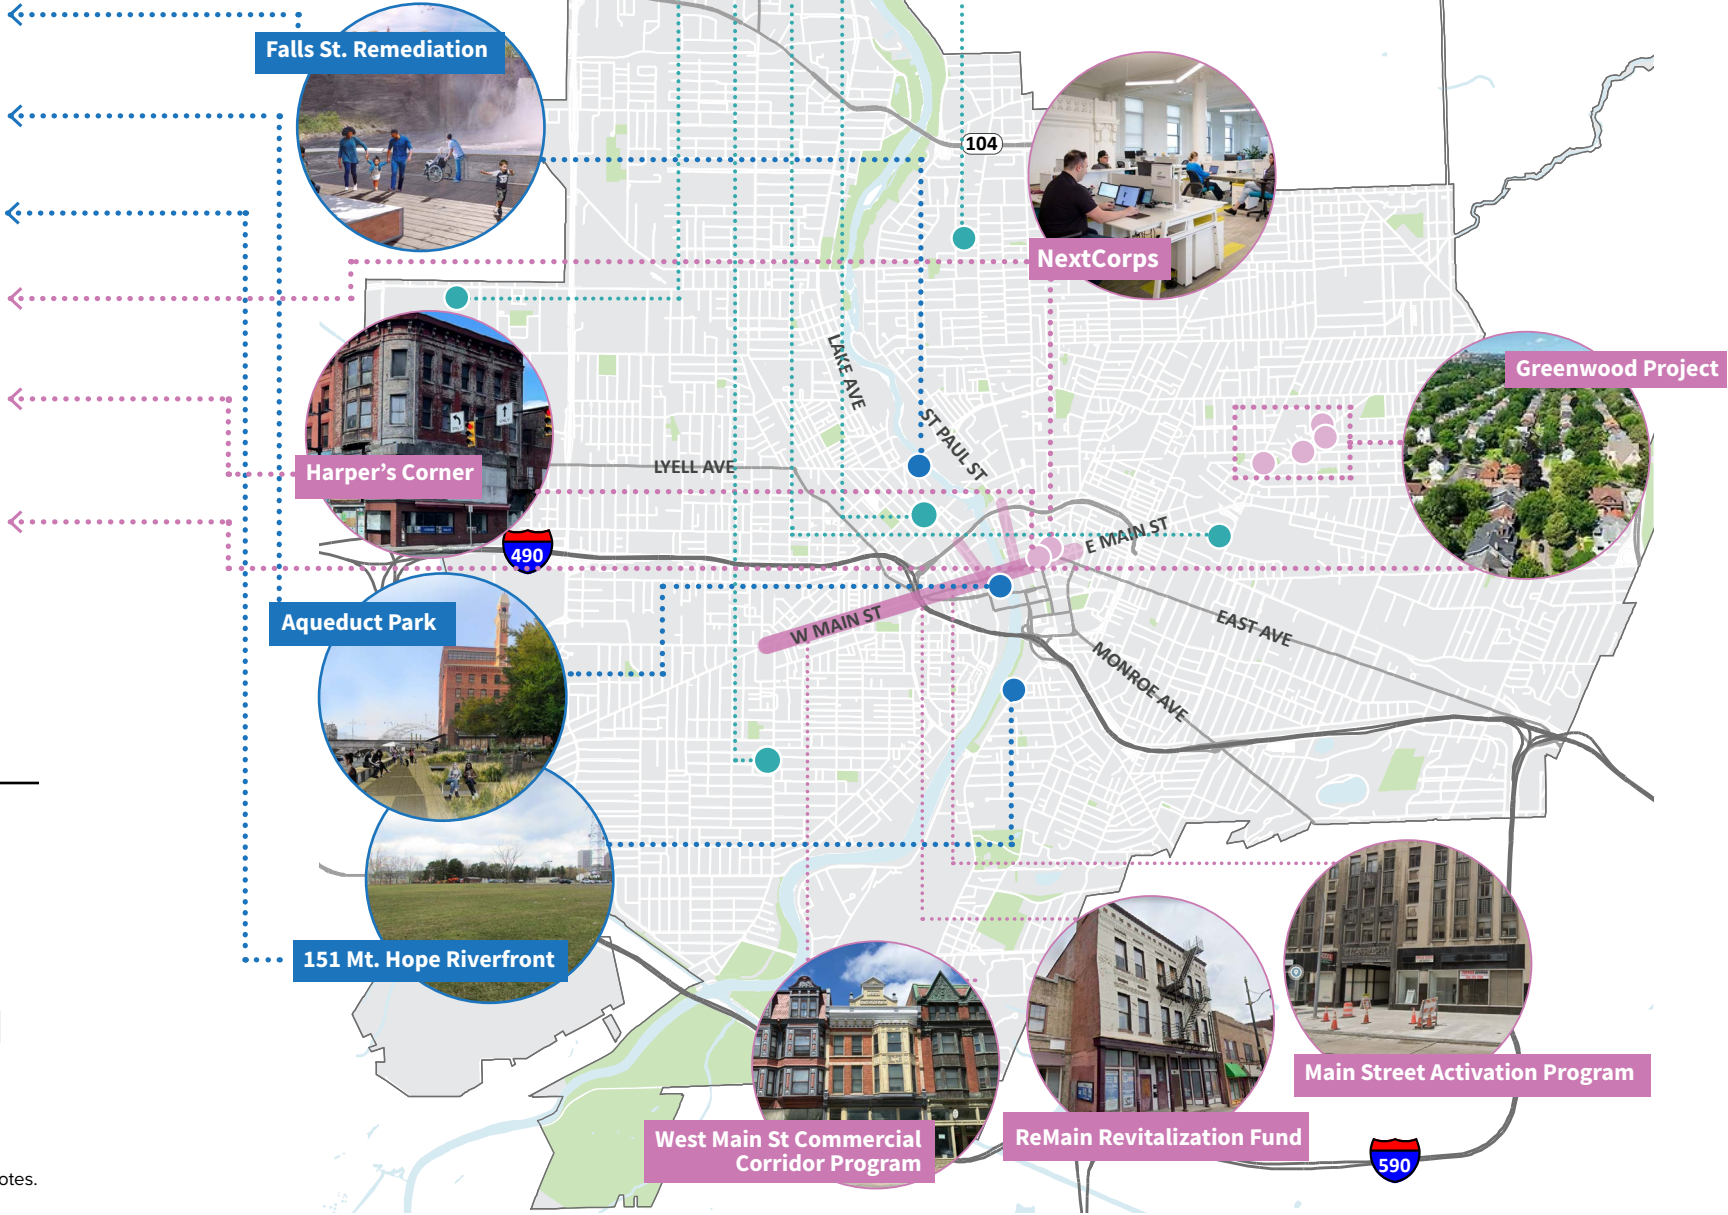 Falls St. Remediation
104
NextCorps
Greenwood Project
LAKE AVE
ST PAUL ST
LYELL AVE
Harper's Corner
E MAIN ST
490
Aqueduct Park
W MAIN ST
EAST AVE
MONROE AVE
151 Mt. Hope Riverfront
Main Street Activation Program
West Main St Commercial
Corridor Program
ReMain Revitalization Fund
590
otes.